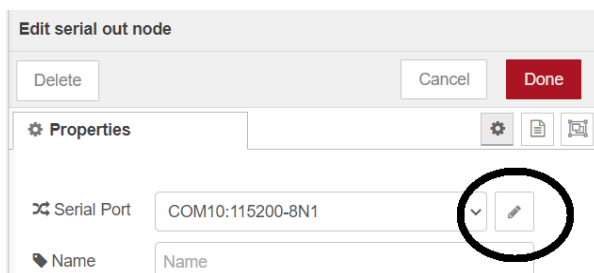 Edit serial out node
Delete Cancel Done
Properties
Serial Port COM10:115200-8N1
Name Name